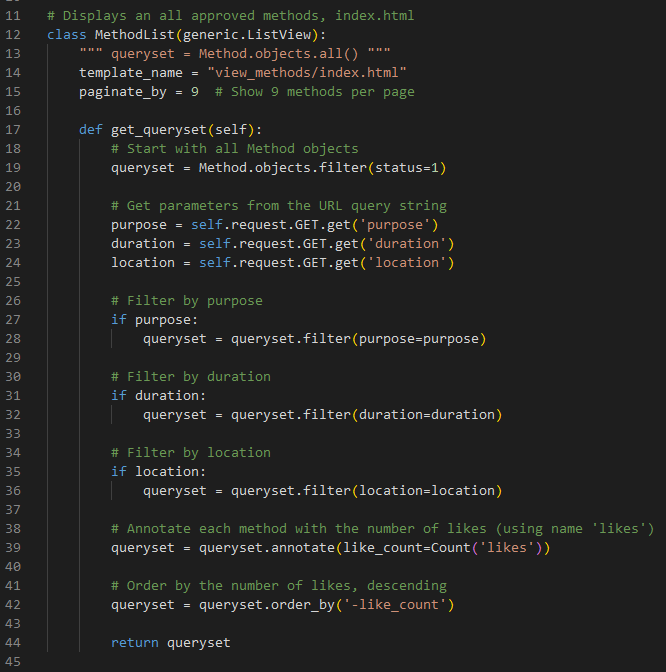 11 # Displays an all approved methods, index.html
12 class MethodList(generic.ListView):
13     """ queryset = Method.objects.all() """
14     template_name = "view_methods/index.html"
15     paginate_by = 9  # Show 9 methods per page
16
17     def get_queryset(self):
18         # Start with all Method objects
19         queryset = Method.objects.filter(status=1)
20
21         # Get parameters from the URL query string
22         purpose = self.request.GET.get('purpose')
23         duration = self.request.GET.get('duration')
24         location = self.request.GET.get('location')
25
26         # Filter by purpose
27         if purpose:
28             queryset = queryset.filter(purpose=purpose)
29
30         # Filter by duration
31         if duration:
32             queryset = queryset.filter(duration=duration)
33
34         # Filter by location
35         if location:
36             queryset = queryset.filter(location=location)
37
38         # Annotate each method with the number of likes (using name 'likes')
39         queryset = queryset.annotate(like_count=Count('likes'))
40
41         # Order by the number of likes, descending
42         queryset = queryset.order_by('-like_count')
43
44         return queryset
45